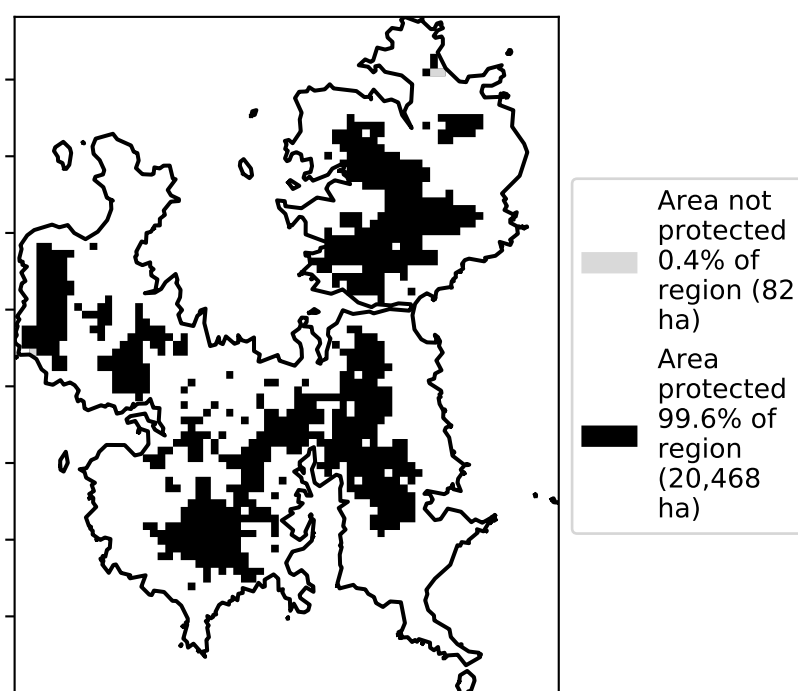 Area not
protected
0.4% of
region (82
ha)
Area
protected
99.6% of
region
(20,468
ha)